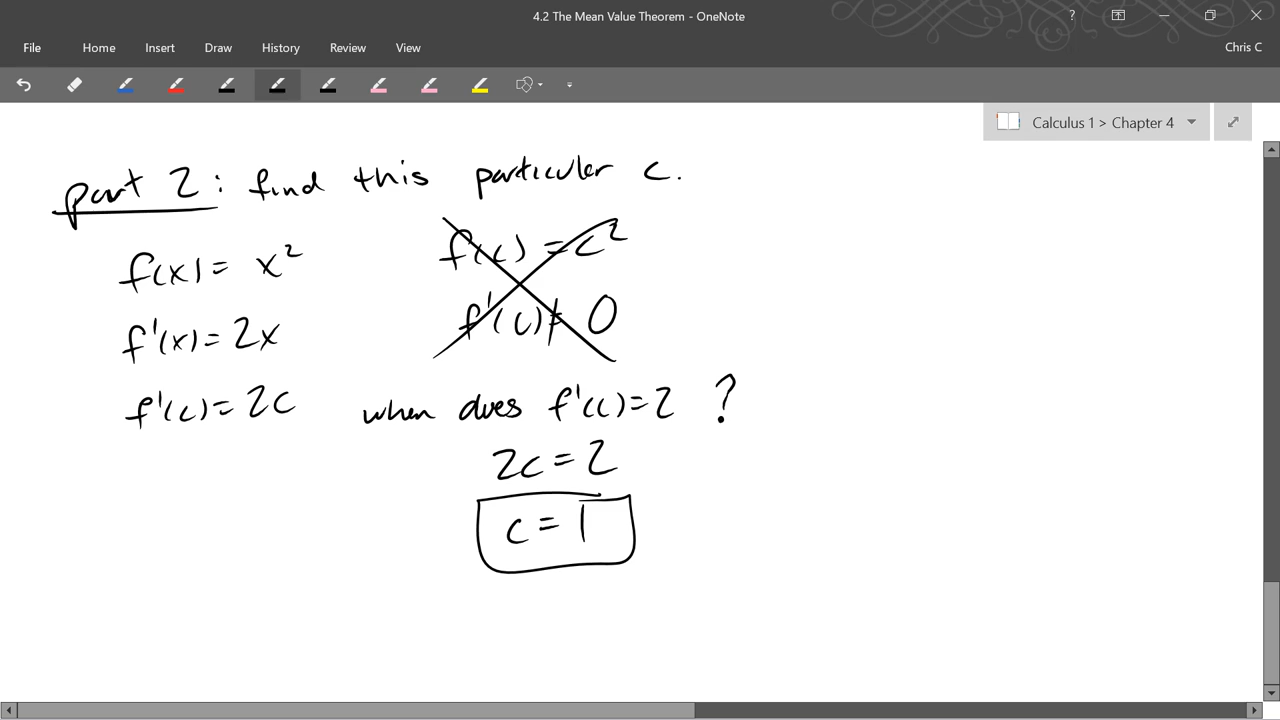 4.2 The Mean Value Theorem - OneNote
?
File Home Insert Draw History Review View
Chris C
Calculus 1 > Chapter 4
part 2: find this particular c.
f(x) = x²
f(c) = c²
f'(x) = 2x
f'(c) ≠ 0
f'(c) = 2c when does f'(c) = 2 ?
2c = 2
c = 1